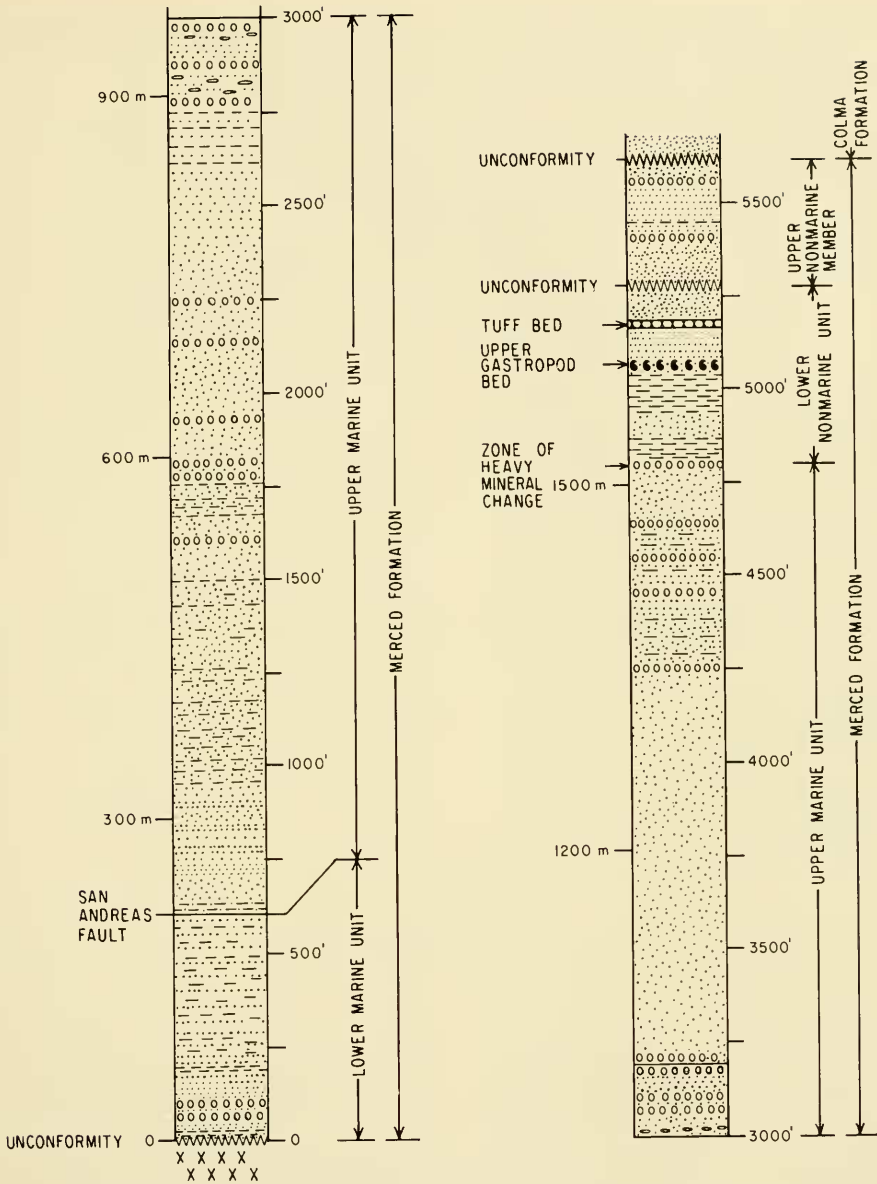 3000'
900 m
2500'
2000'
600 m
1500'
1000'
300 m
SAN
ANDREAS
FAULT
500'
UNCONFORMITY
0
0
X X X X
X X X X
UPPER MARINE UNIT
LOWER MARINE UNIT
MERCED FORMATION
COLMA
FORMATION
UNCONFORMITY
5500'
UPPER
NONMARINE
MEMBER
UNCONFORMITY
TUFF BED
UPPER
GASTROPOD
BED
5000'
LOWER
NONMARINE UNIT
ZONE OF
HEAVY
MINERAL
CHANGE
1500 m
4500'
4000'
1200 m
3500'
3000'
UPPER MARINE UNIT
MERCED FORMATION